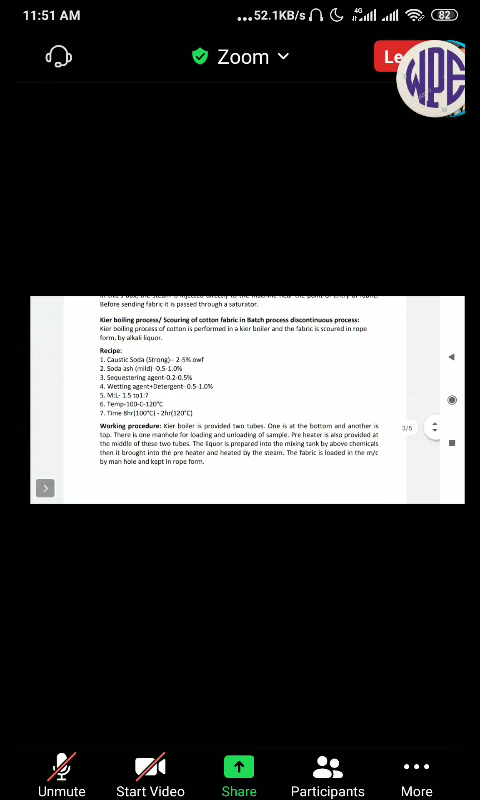 11:51 AM
...52.1KB/s 4G 82
Zoom
Le
WPE
Before sending fabric it is passed through a saturator.
Kier boiling process/ Scouring of cotton fabric in Batch process discontinuous process:
Kier boiling process of cotton is performed in a kier boiler and the fabric is scoured in rope
form, by alkali liquor.
Recipe:
1. Caustic Soda (Strong)-- 2-5% owf
2. Soda ash (mild) -0.5-1.0%
3. Sequestering agent-0.2-0.5%
4. Wetting agent+Detergent- 0.5-1.0%
5. M:L- 1.5 to1:7
6. Temp-100-C-120°C
7. Time 8hr(100°C) - 2hr(120°C)
Working procedure: Kier boiler is provided two tubes. One is at the bottom and another is
top. There is one manhole for loading and unloading of sample. Pre heater is also provided at
the middle of these two tubes. The liquor is prepared into the mixing tank by above chemicals
then it brought into the pre heater and heated by the steam. The fabric is loaded in the m/c
by man hole and kept in rope form.
3/5
Unmute
Start Video
Share
Participants
More